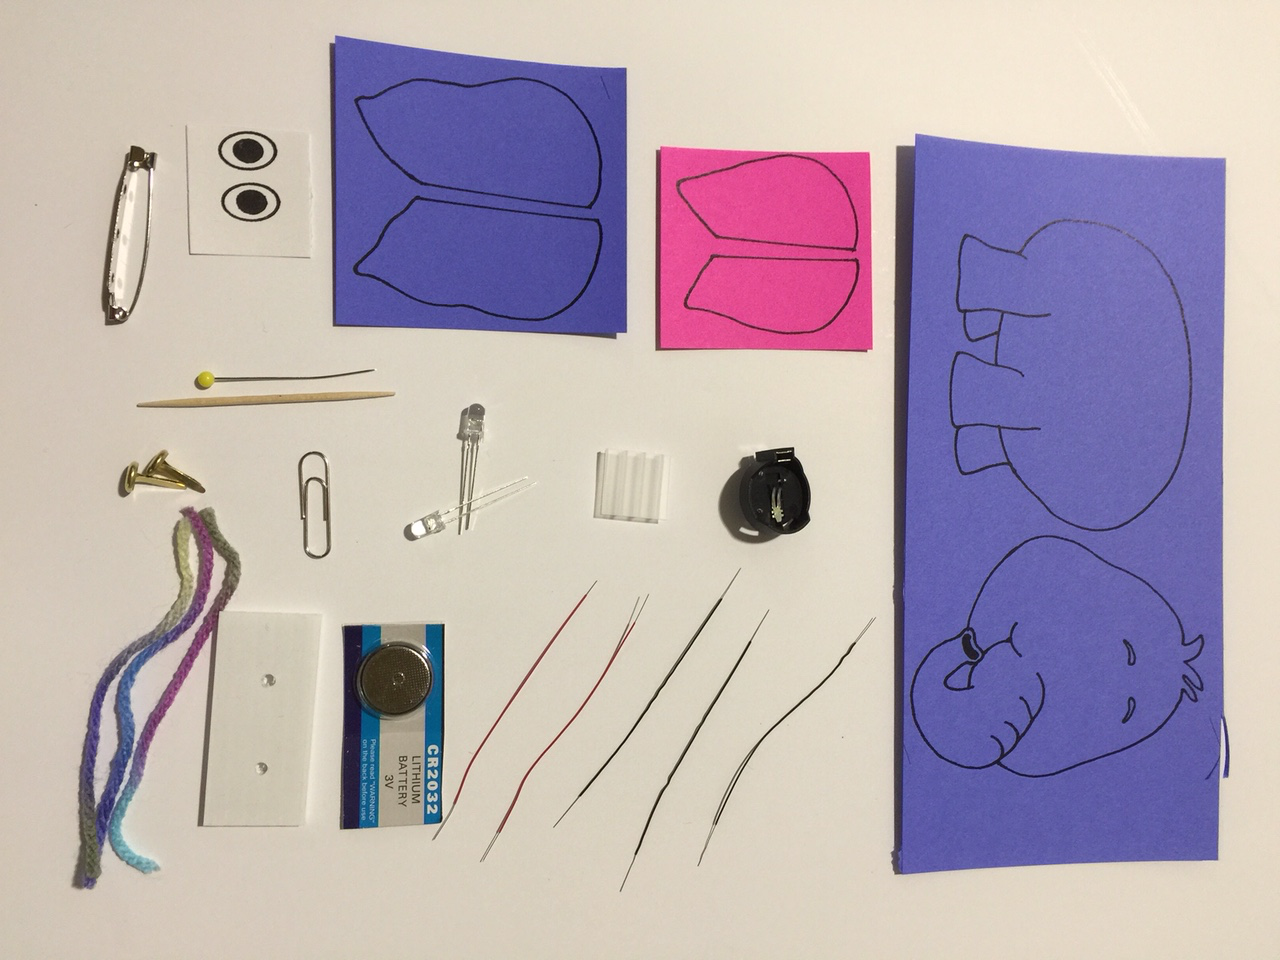 CR2032
LITHIUM
BATTERY
3V
Please read "WARNING"
on the back before use